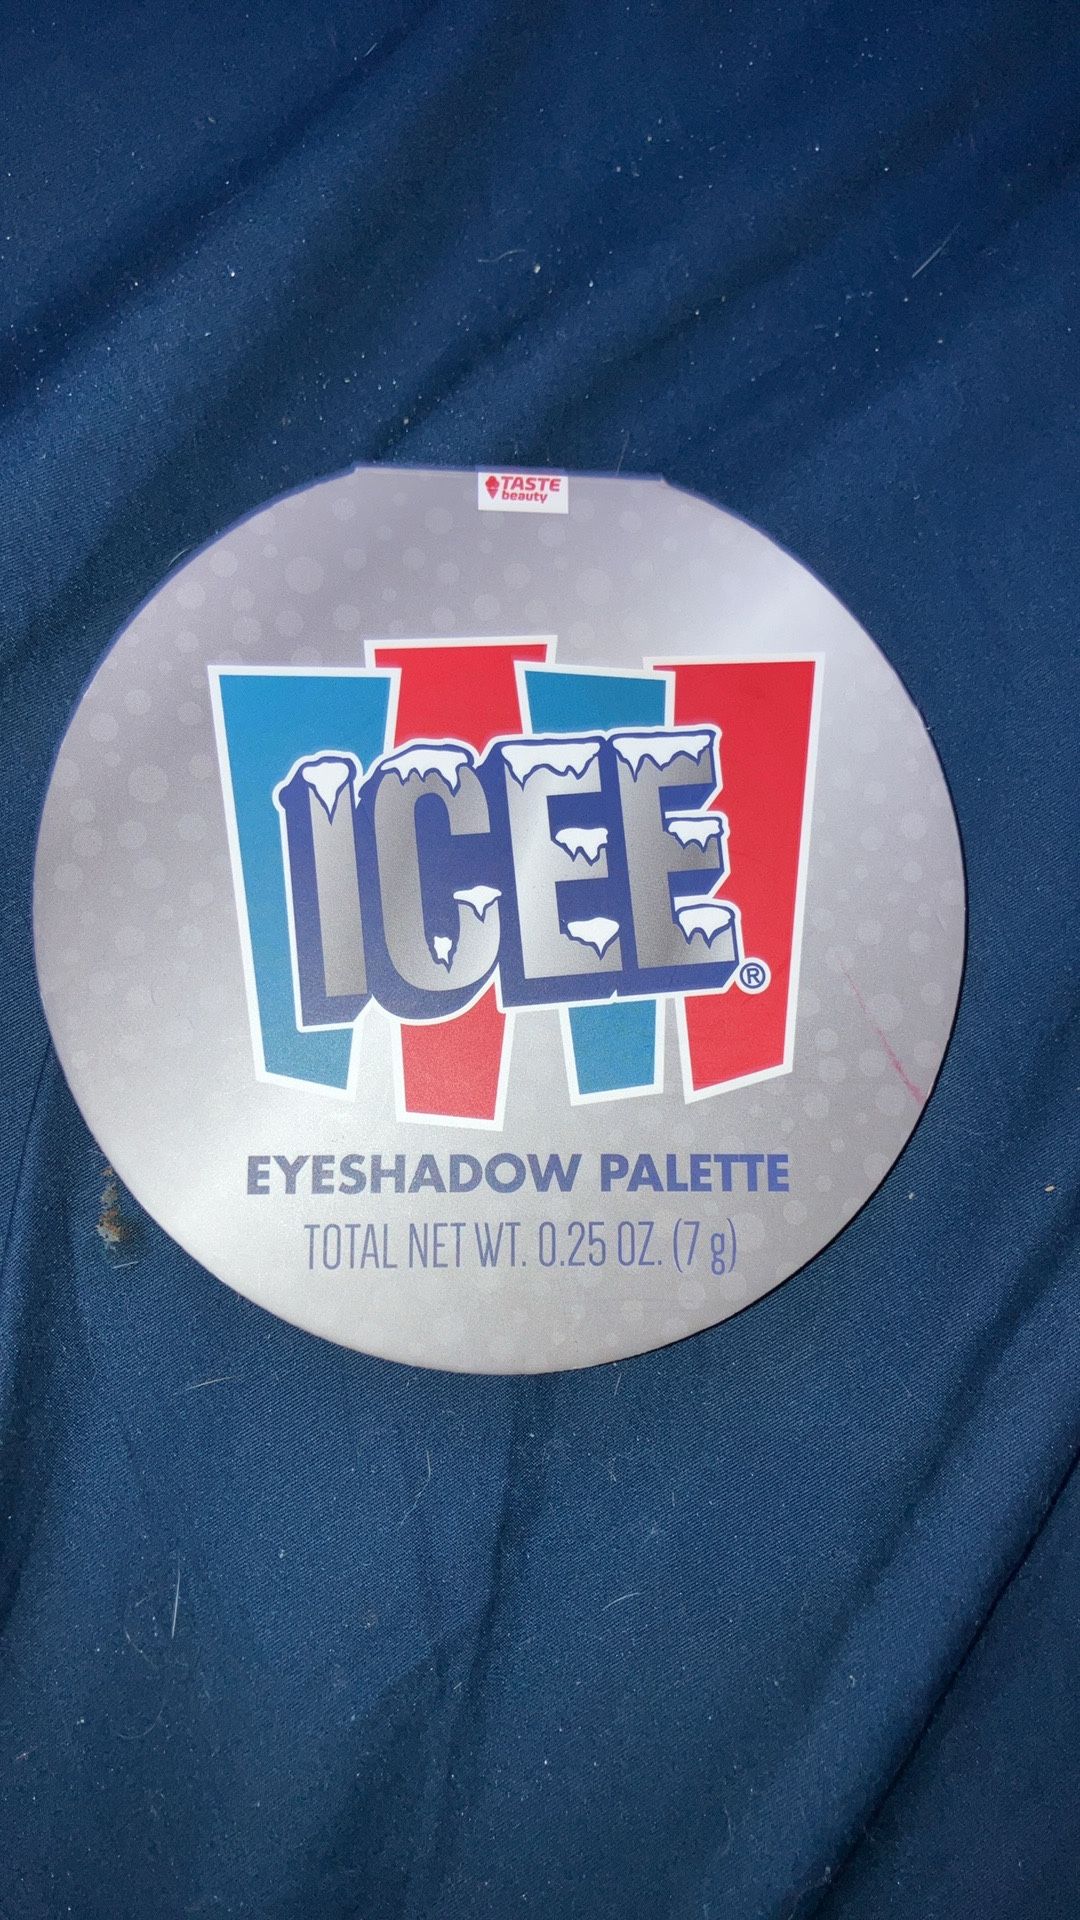 TASTE
beauty
ICEE®
EYESHADOW PALETTE
TOTAL NET WT. 0.25 OZ. (7 g)